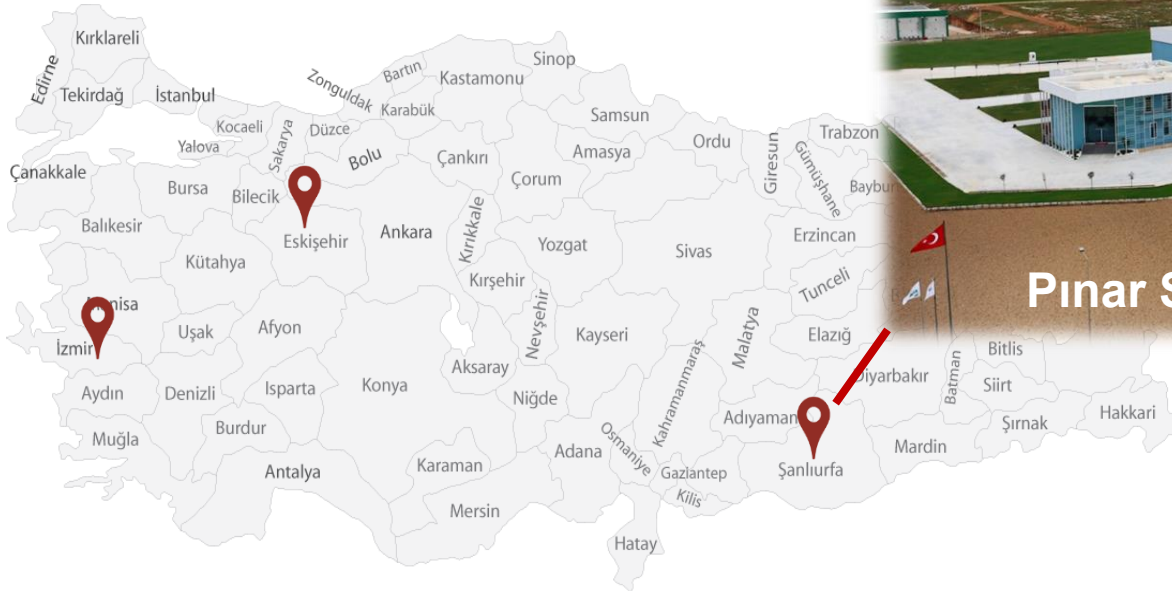 Kırklareli
Edirne
Tekirdağ
İstanbul
Kocaeli
Yalova
Sakarya
Düzce
Zonguldak
Bartın
Karabük
Kastamonu
Sinop
Samsun
Ordu
Giresun
Trabzon
Gümüşhane
Çanakkale
Bursa
Bilecik
Bolu
Çankırı
Çorum
Amasya
Balıkesir
Kütahya
Eskişehir
Ankara
Kırıkkale
Yozgat
Sivas
Erzincan
Tunceli
Kırşehir
Nevşehir
Kayseri
Malatya
Elazığ
Uşak
Afyon
İzmir
Aksaray
Kahramanmaraş
Diyarbakır
Batman
Bitlis
Siirt
Aydın
Denizli
Isparta
Konya
Niğde
Adıyaman
Şırnak
Hakkari
Muğla
Burdur
Antalya
Karaman
Adana
Osmaniye
Gaziantep
Kilis
Şanlıurfa
Mardin
Mersin
Hatay
Pınar S